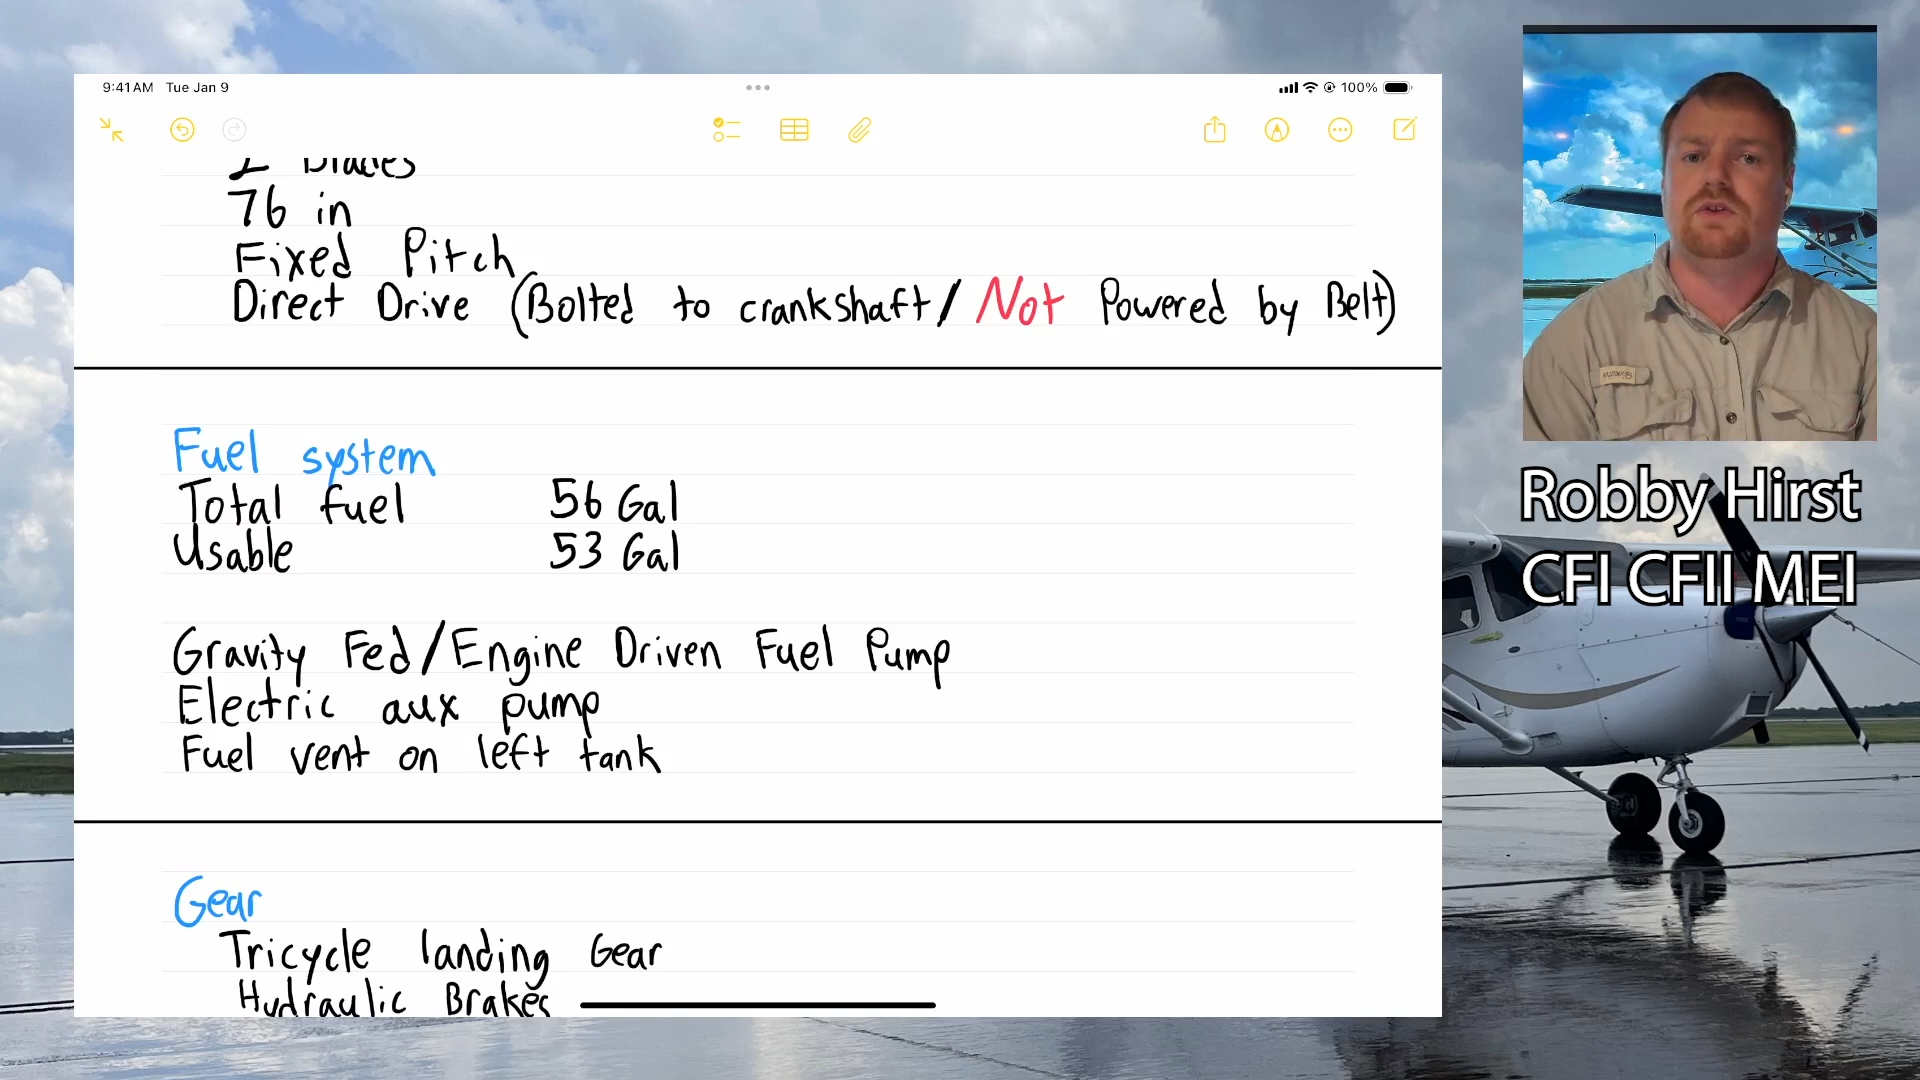 9:41 AM Tue Jan 9
100%
2 Blades
76 in
Fixed Pitch
Direct Drive (Bolted to crankshaft/ Not Powered by Belt)
Fuel system
Total fuel 56 Gal
Usable 53 Gal
Gravity Fed/Engine Driven Fuel Pump
Electric aux pump
Fuel vent on left tank
Gear
Tricycle landing Gear
Hydraulic Brakes
Robby Hirst
CFI CFII MEI